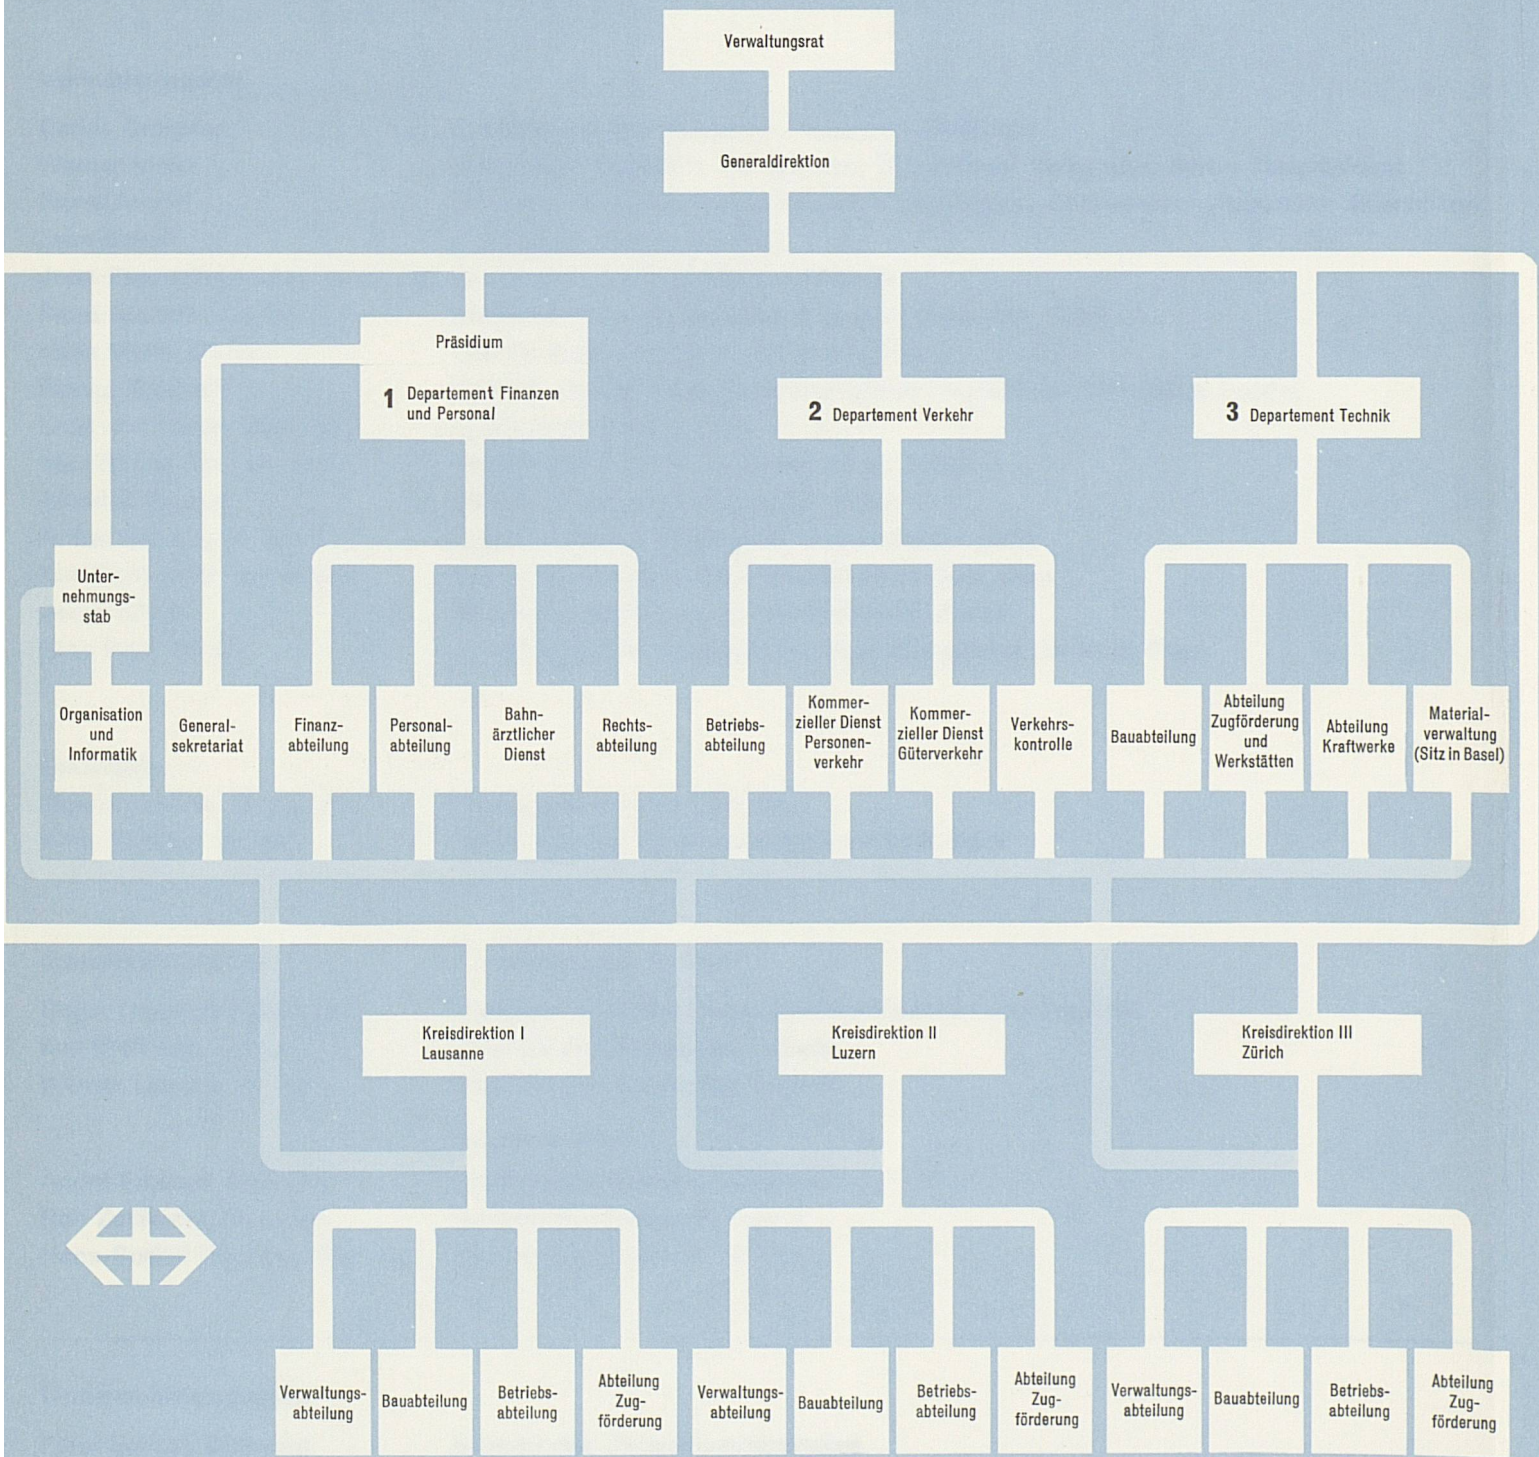 Verwaltungsrat
Generaldirektion
Präsidium
1 Departement Finanzen
und Personal
2 Departement Verkehr
3 Departement Technik
Unter-
nehmungs-
stab
Organisation
und
Informatik
General-
sekretariat
Finanz-
abteilung
Personal-
abteilung
Bahn-
ärztlicher
Dienst
Rechts-
abteilung
Betriebs-
abteilung
Kommer-
zieller Dienst
Personen-
verkehr
Kommer-
zieller Dienst
Güterverkehr
Verkehrs-
kontrolle
Bauabteilung
Abteilung
Zugförderung
und
Werkstätten
Abteilung
Kraftwerke
Material-
verwaltung
(Sitz in Basel)
Kreisdirektion I
Lausanne
Kreisdirektion II
Luzern
Kreisdirektion III
Zürich
Verwaltungs-
abteilung
Bauabteilung
Betriebs-
abteilung
Abteilung
Zug-
förderung
Verwaltungs-
abteilung
Bauabteilung
Betriebs-
abteilung
Abteilung
Zug-
förderung
Verwaltungs-
abteilung
Bauabteilung
Betriebs-
abteilung
Abteilung
Zug-
förderung